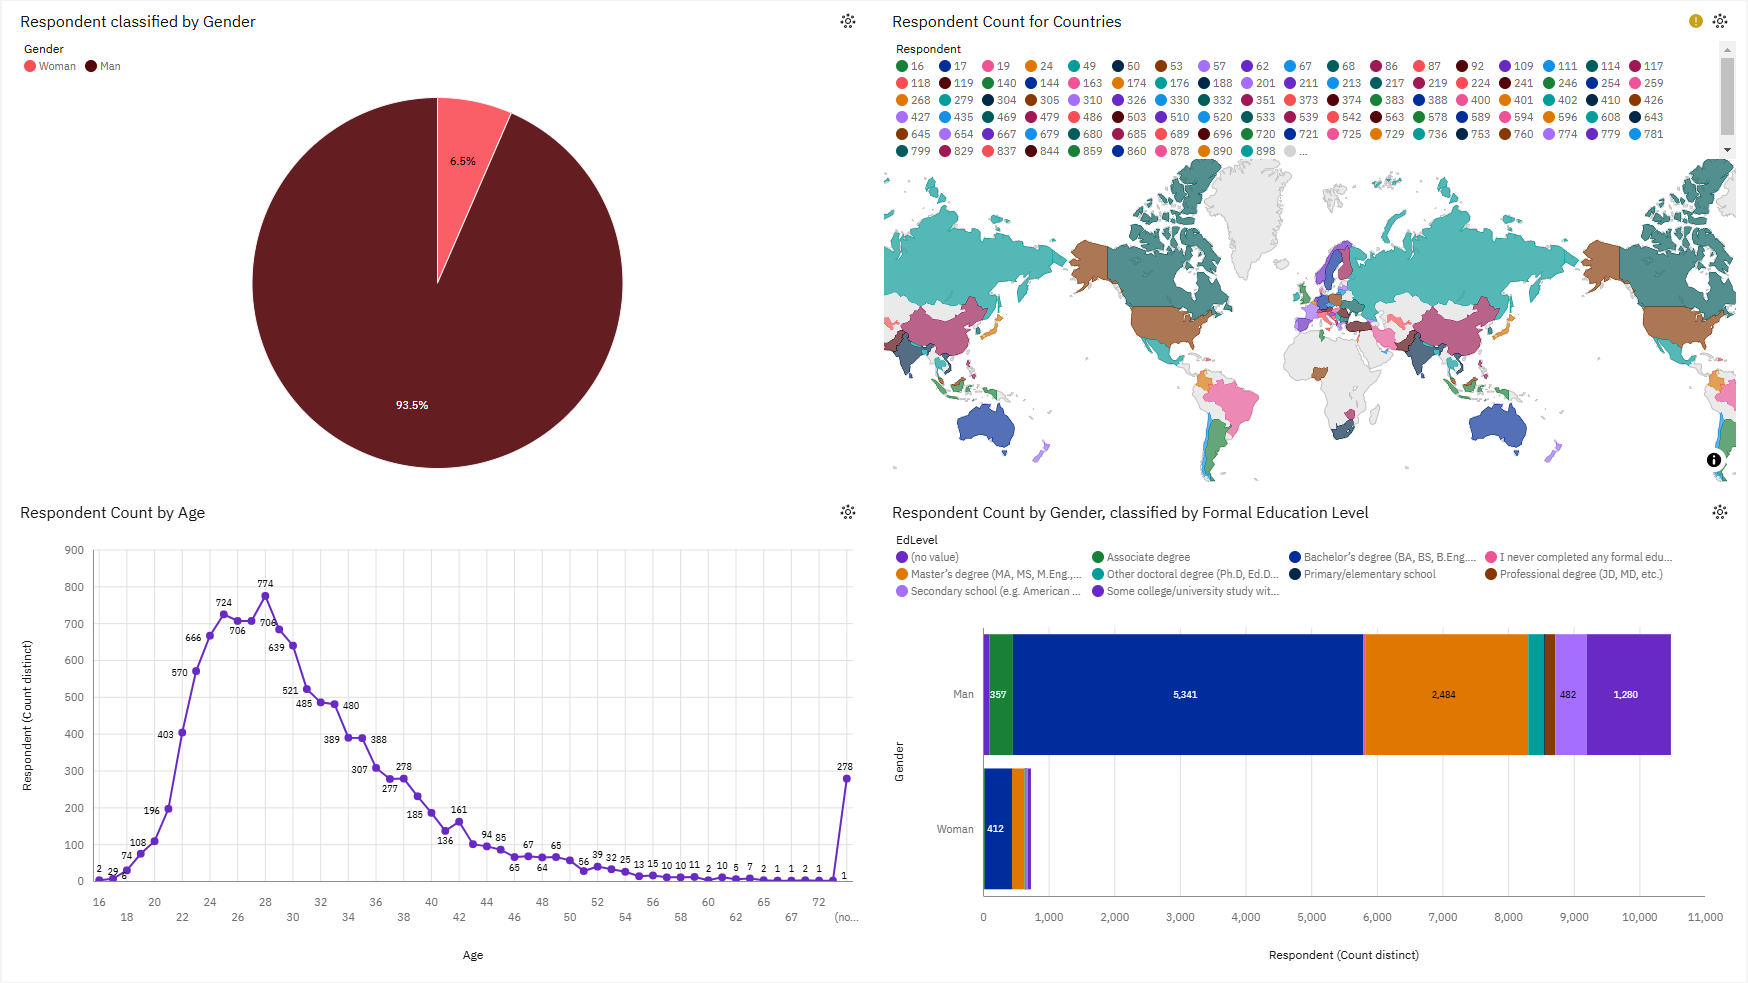 Respondent classified by Gender
Gender
Woman Man
6.5%
93.5%
Respondent Count for Countries
Respondent
16 17 19 24 49 50 53 57 62 67 68 86 87 92 109 111 114 117
118 119 140 144 163 174 176 188 201 211 213 217 219 224 241 246 254 259
268 279 304 305 310 326 330 332 351 373 374 383 388 400 401 402 410 426
427 435 469 479 486 503 510 520 533 539 542 563 578 589 594 596 608 643
645 654 667 679 680 685 689 696 720 721 725 729 736 753 760 774 779 781
799 829 837 844 859 860 878 890 898 ...
Respondent Count by Age
Respondent (Count distinct)
900
800
700
600
500
400
300
200
100
0
2 29 6 74 108 196 403 570 666 724 706 706 774 639 521 485 480 389 388 307 277 278 185 136 161 94 85 65 67 64 65 56 39 32 25 13 15 10 10 11 2 10 5 7 2 1 1 2 1 1 278
16 20 24 28 32 36 40 44 48 52 56 60 65 72
18 22 26 30 34 38 42 46 50 54 58 62 67 (no...
Age
Respondent Count by Gender, classified by Formal Education Level
EdLevel
(no value) Associate degree Bachelor’s degree (BA, BS, B.Eng.... I never completed any formal edu...
Master’s degree (MA, MS, M.Eng.,... Other doctoral degree (Ph.D, Ed.D... Primary/elementary school Professional degree (JD, MD, etc.)
Secondary school (e.g. American ... Some college/university study wit...
Gender
Man 357 5,341 2,484 482 1,280
Woman 412
0 1,000 2,000 3,000 4,000 5,000 6,000 7,000 8,000 9,000 10,000 11,000
Respondent (Count distinct)